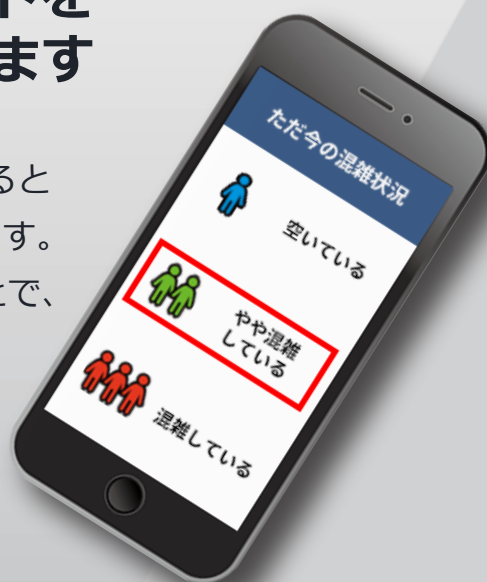 トを
ます
ると
す。
とで、
ただ今の混雑状況
空いている
やや混雑
している
混雑している